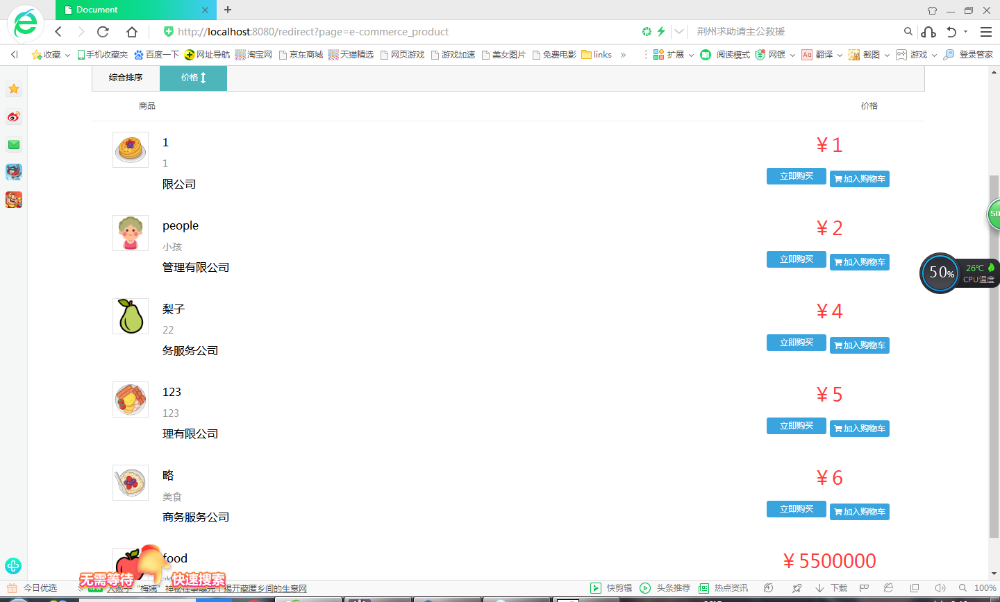 Document
http://localhost:8080/redirect?page=e-commerce_product
荆州求助请主公救援
收藏 手机收藏夹 百度一下 网址导航 淘宝网 京东商城 天猫精选 网页游戏 游戏加速 美女图片 免费电影 links » 扩展 阅读模式 网银 Aa 翻译 截图 游戏 登录管家
综合排序 价格
商品 价格
1
¥ 1
1
限公司
立即购买 加入购物车
people
¥ 2
小孩
管理有限公司
立即购买 加入购物车
梨子
¥ 4
22
务服务公司
立即购买 加入购物车
123
¥ 5
123
理有限公司
立即购买 加入购物车
略
¥ 6
美食
商务服务公司
立即购买 加入购物车
food
¥ 5500000
50
50%
26℃
CPU温度
无需等待 快速搜索
今日优选
揭开藏匿乡间的生意网
快剪辑 头条推荐 热点资讯 下载 100%